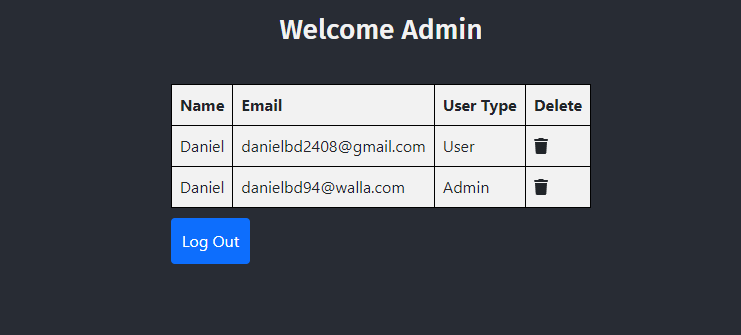 Welcome Admin
Name Email User Type Delete
Daniel danielbd2408@gmail.com User
Daniel danielbd94@walla.com Admin
Log Out